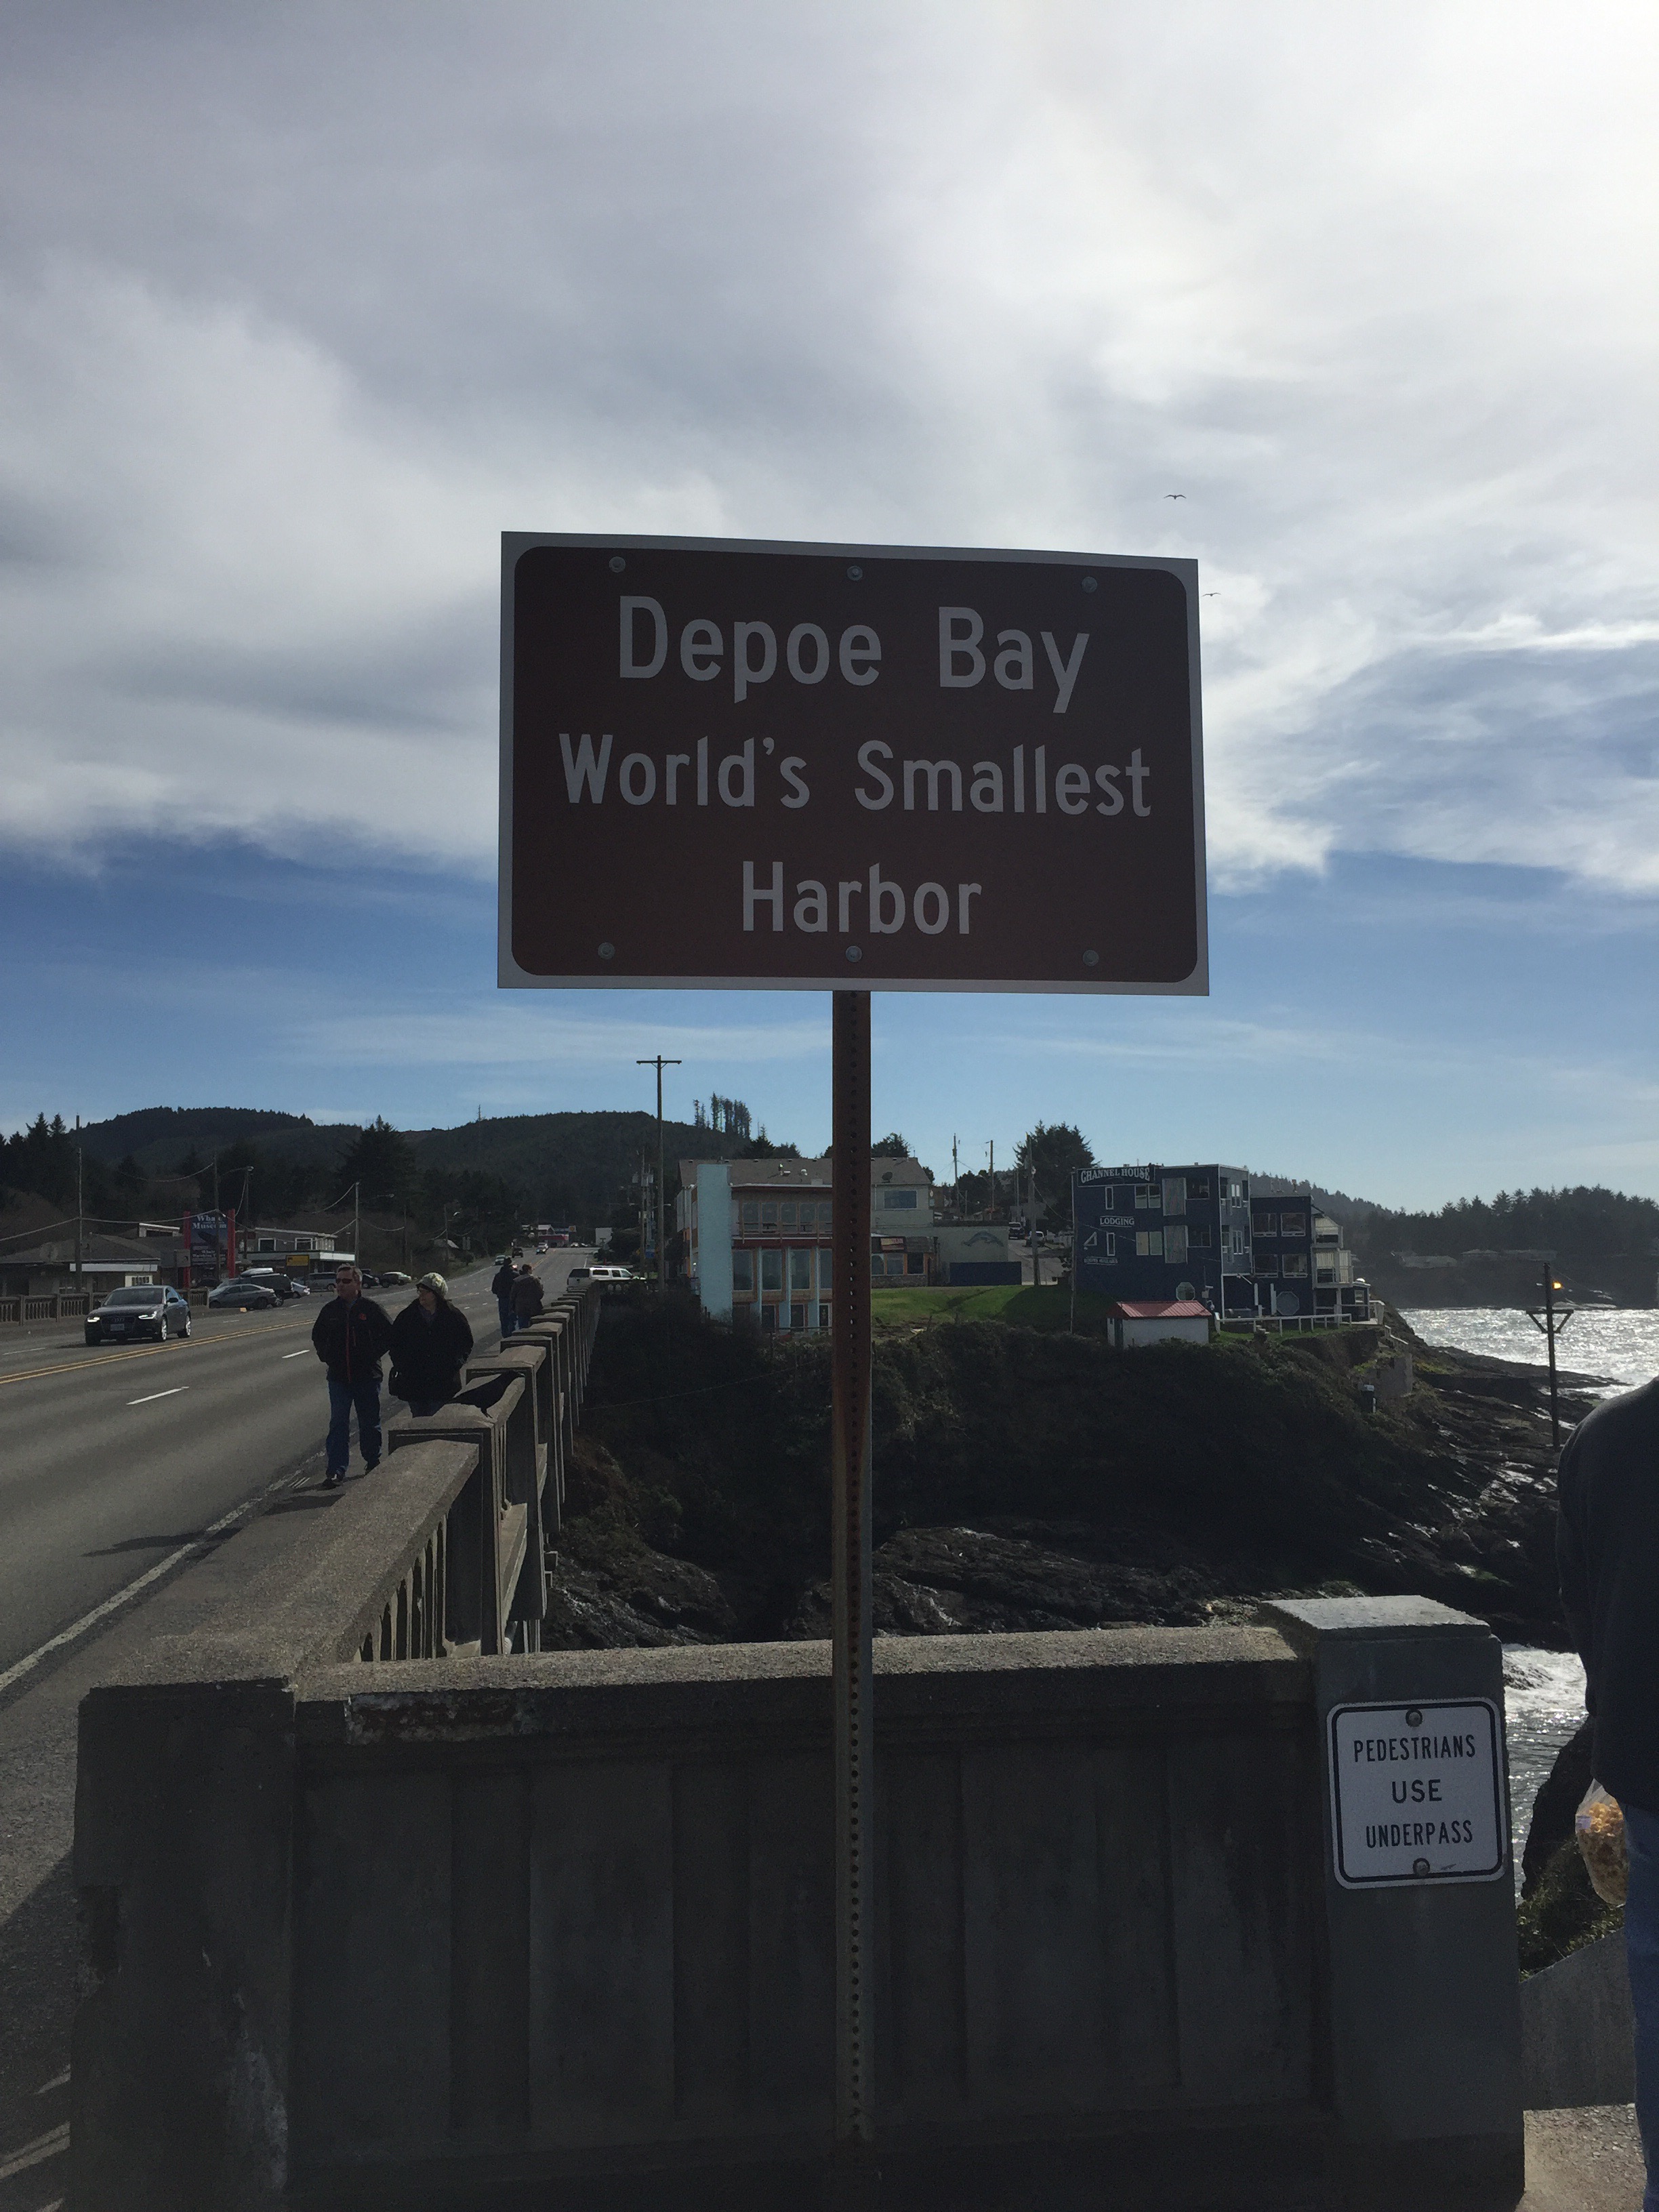 Depoe Bay
World's Smallest
Harbor
CHANNEL HOUSE
LODGING
PEDESTRIANS
USE
UNDERPASS